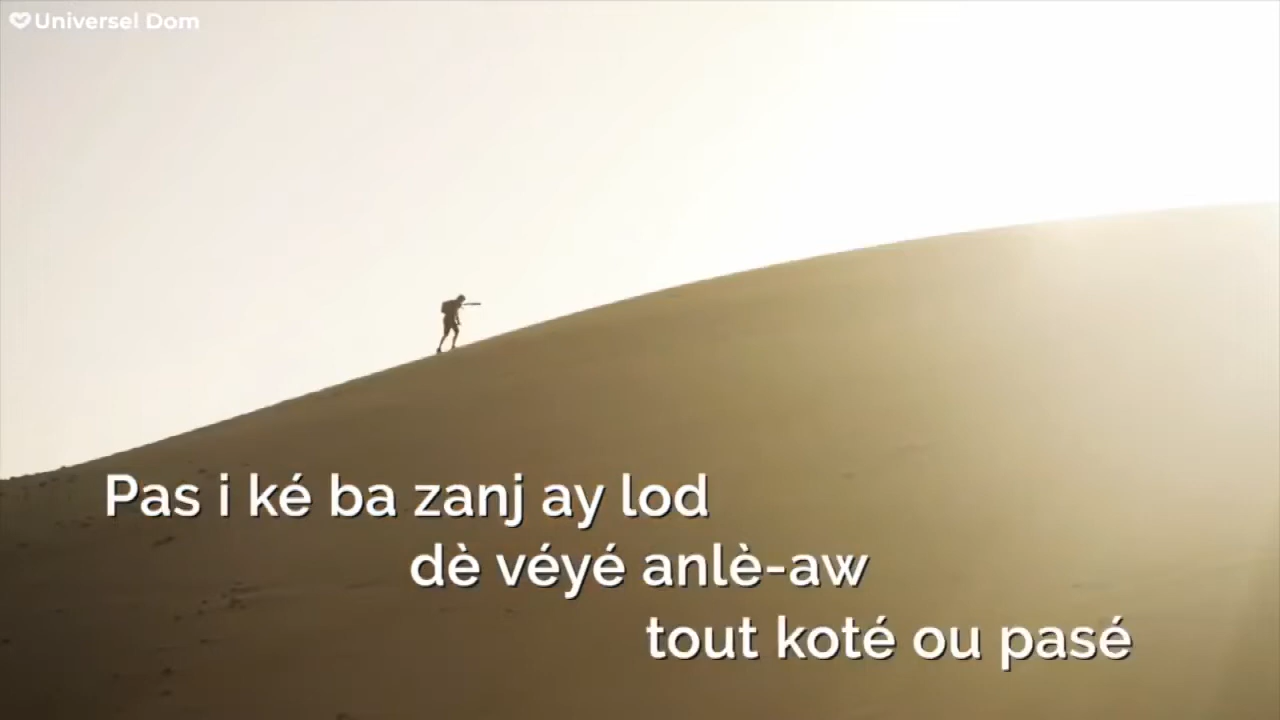 Universel Dom
Pas i ké ba zanj ay lod
dè véyé anlè-aw
tout koté ou pasé